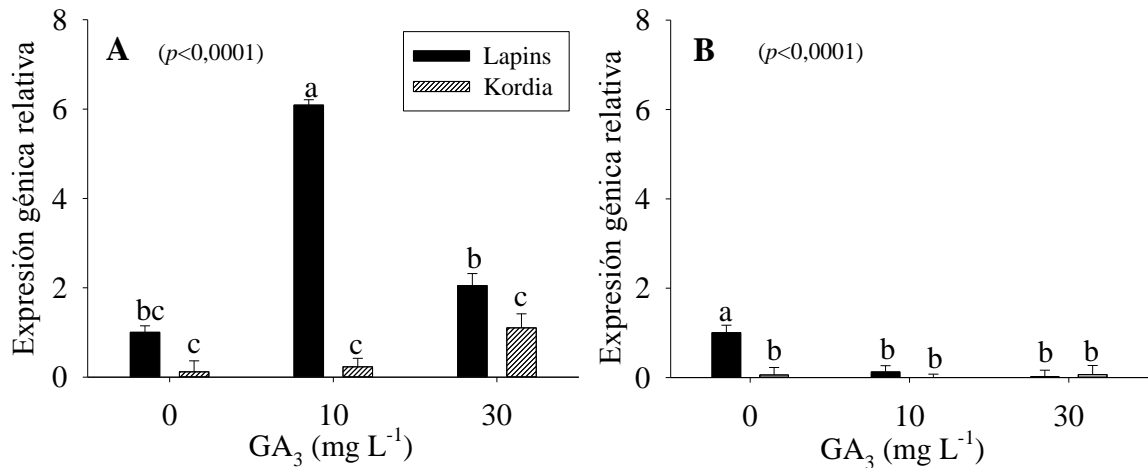 A (p<0,0001)
Lapins
Kordia
Expresión génica relativa
8
6
4
2
0
bc
c
a
c
b
c
0 10 30
GA₃ (mg L⁻¹)
B (p<0,0001)
Expresión génica relativa
8
6
4
2
0
a
b
b
b
b
b
0 10 30
GA₃ (mg L⁻¹)